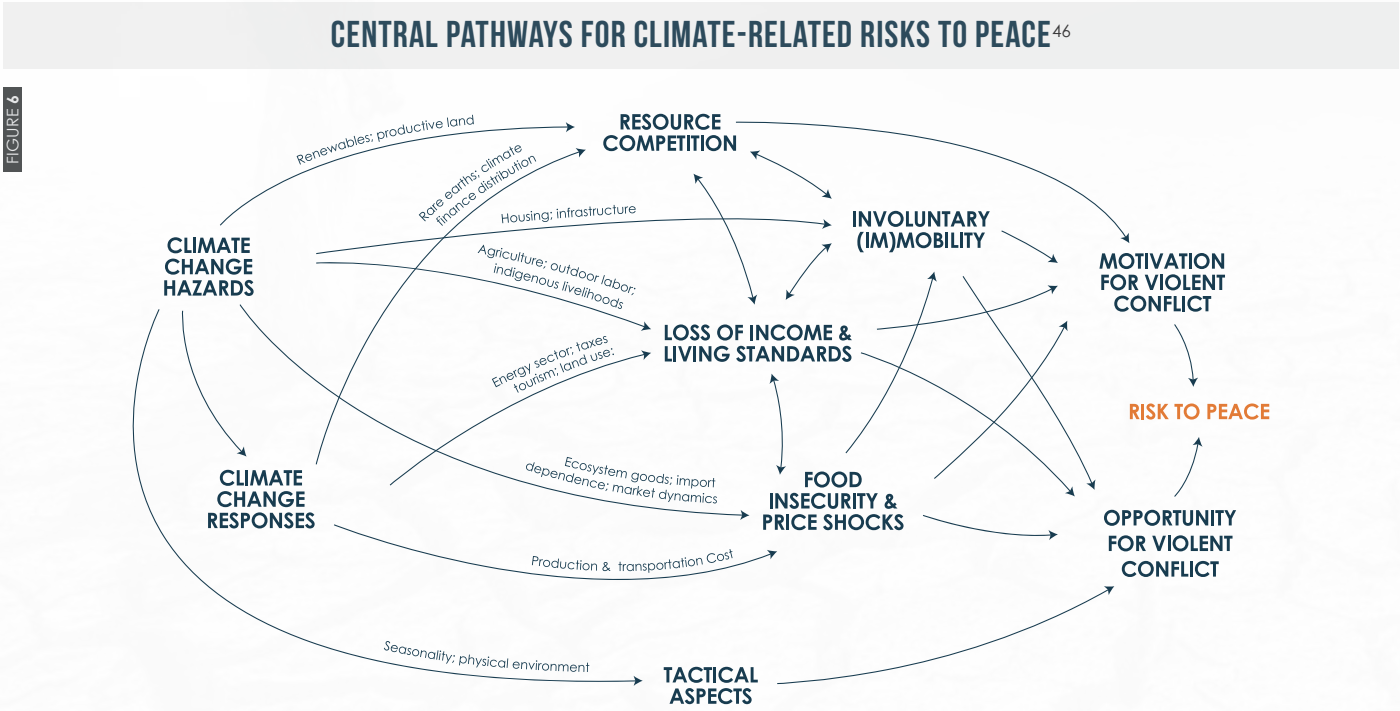 CENTRAL PATHWAYS FOR CLIMATE-RELATED RISKS TO PEACE46
FIGURE 6
Renewables; productive land
RESOURCE
COMPETITION
Rare earths; climate
finance distribution
Housing; infrastructure
INVOLUNTARY
(IM)MOBILITY
CLIMATE
CHANGE
HAZARDS
Agriculture; outdoor labor;
indigenous livelihoods
MOTIVATION
FOR VIOLENT
CONFLICT
LOSS OF INCOME &
LIVING STANDARDS
Energy sector; taxes
tourism; land use:
RISK TO PEACE
CLIMATE
CHANGE
RESPONSES
Ecosystem goods; import
dependence; market dynamics
FOOD
INSECURITY &
PRICE SHOCKS
OPPORTUNITY
FOR VIOLENT
CONFLICT
Production & transportation Cost
Seasonality; physical environment
TACTICAL
ASPECTS